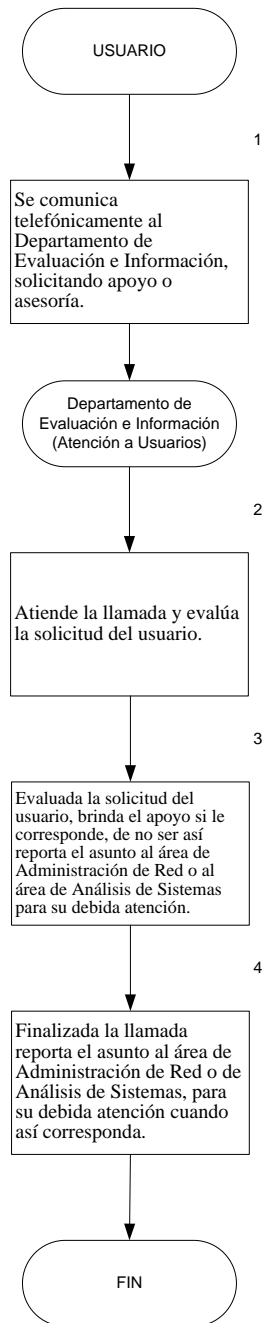 USUARIO
1
Se comunica
telefónicamente al
Departamento de
Evaluación e Información,
solicitando apoyo o
asesoría.
Departamento de
Evaluación e Información
(Atención a Usuarios)
2
Atiende la llamada y evalúa
la solicitud del usuario.
3
Evaluada la solicitud del
usuario, brinda el apoyo si le
corresponde, de no ser así
reporta el asunto al área de
Administración de Red o al
área de Análisis de Sistemas
para su debida atención.
4
Finalizada la llamada
reporta el asunto al área de
Administración de Red o de
Análisis de Sistemas, para
su debida atención cuando
así corresponda.
FIN